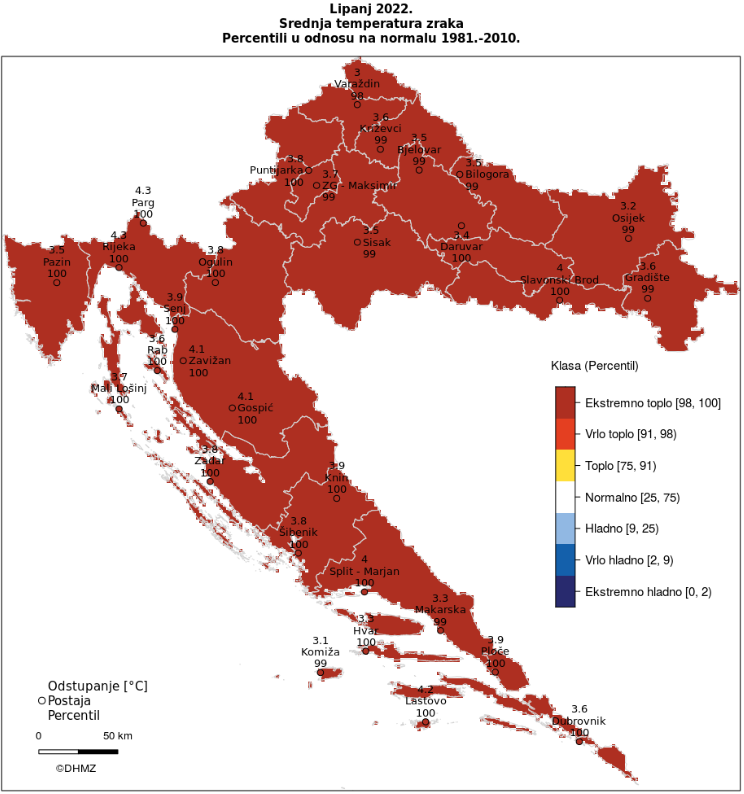 Lipanj 2022.
Srednja temperatura zraka
Percentili u odnosu na normalu 1981.-2010.
3
Varaždin
98
3.6
Križevci
99
3.5
Bjelovar
99
3.8
Puntijarka
100
3.7
ZG - Maksimir
99
3.5
Bilogora
99
4.3
Parg
100
3.2
Osijek
99
4.3
Rijeka
100
3.5
Pazin
100
3.8
Ogulin
100
3.5
Sisak
99
3.4
Daruvar
100
4
Slavonski Brod
100
3.6
Gradište
99
3.9
Senj
100
3.6
Rab
100
4.1
Zavižan
100
3.7
Mali Lošinj
100
4.1
Gospić
100
3.8
Zadar
100
3.9
Knin
100
3.8
Šibenik
100
4
Split - Marjan
100
3.3
Makarska
99
3.3
Hvar
100
3.1
Komiža
99
3.9
Ploče
100
4.2
Lastovo
100
3.6
Dubrovnik
100
Klasa (Percentil)
Ekstremno toplo [98, 100]
Vrlo toplo [91, 98)
Toplo [75, 91)
Normalno [25, 75)
Hladno [9, 25)
Vrlo hladno [2, 9)
Ekstremno hladno [0, 2)
Odstupanje [°C]
Postaja
Percentil
0 50 km
©DHMZ